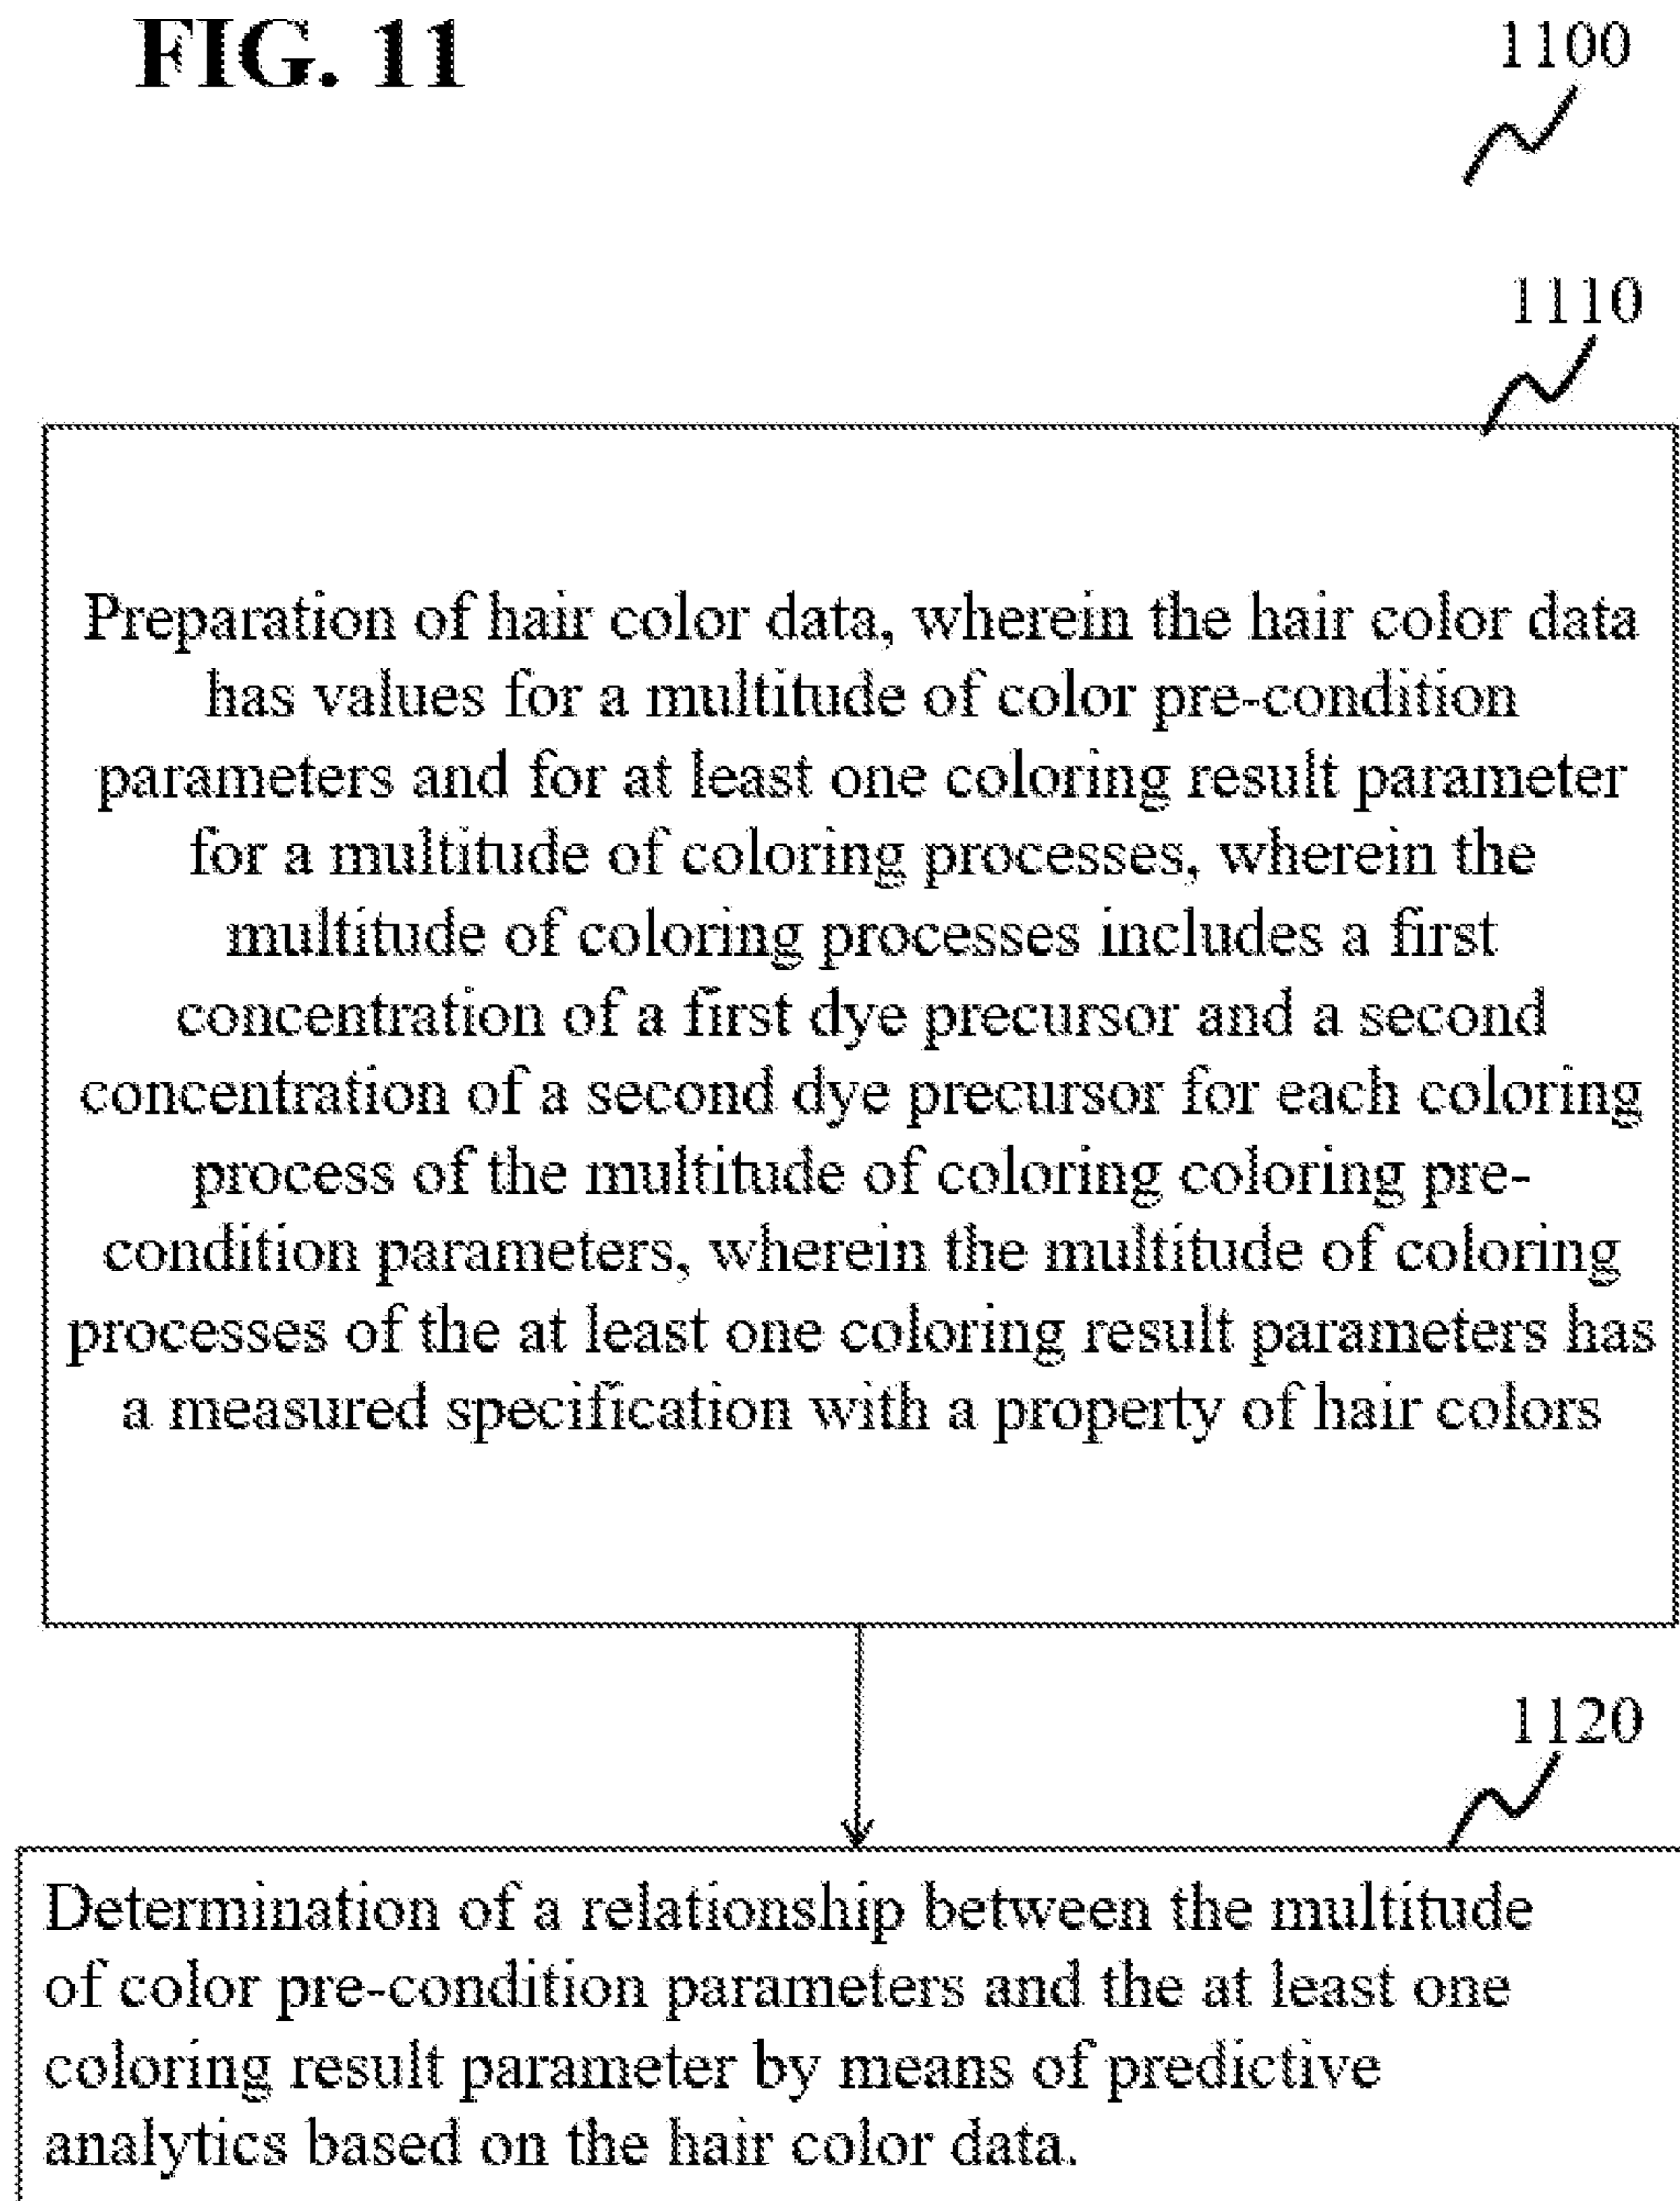 FIG. 11
1100
1110
Preparation of hair color data, wherein the hair color data
has values for a multitude of color pre-condition
parameters and for at least one coloring result parameter
for a multitude of coloring processes, wherein the
multitude of coloring processes includes a first
concentration of a first dye precursor and a second
concentration of a second dye precursor for each coloring
process of the multitude of coloring coloring pre-
condition parameters, wherein the multitude of coloring
processes of the at least one coloring result parameters has
a measured specification with a property of hair colors
1120
Determination of a relationship between the multitude
of color pre-condition parameters and the at least one
coloring result parameter by means of predictive
analytics based on the hair color data.